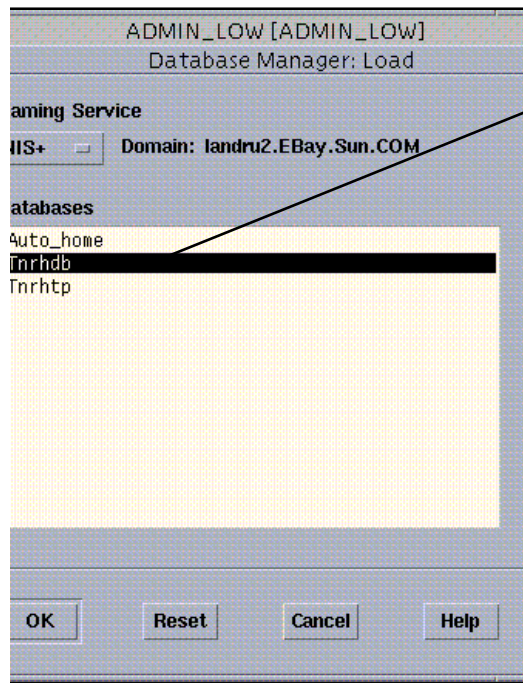 ADMIN_LOW [ADMIN_LOW]
Database Manager: Load
aming Service
NIS+ Domain: landru2.EBay.Sun.COM
atabases
Auto_home
Tnrhdb
Tnrhtp
OK Reset Cancel Help